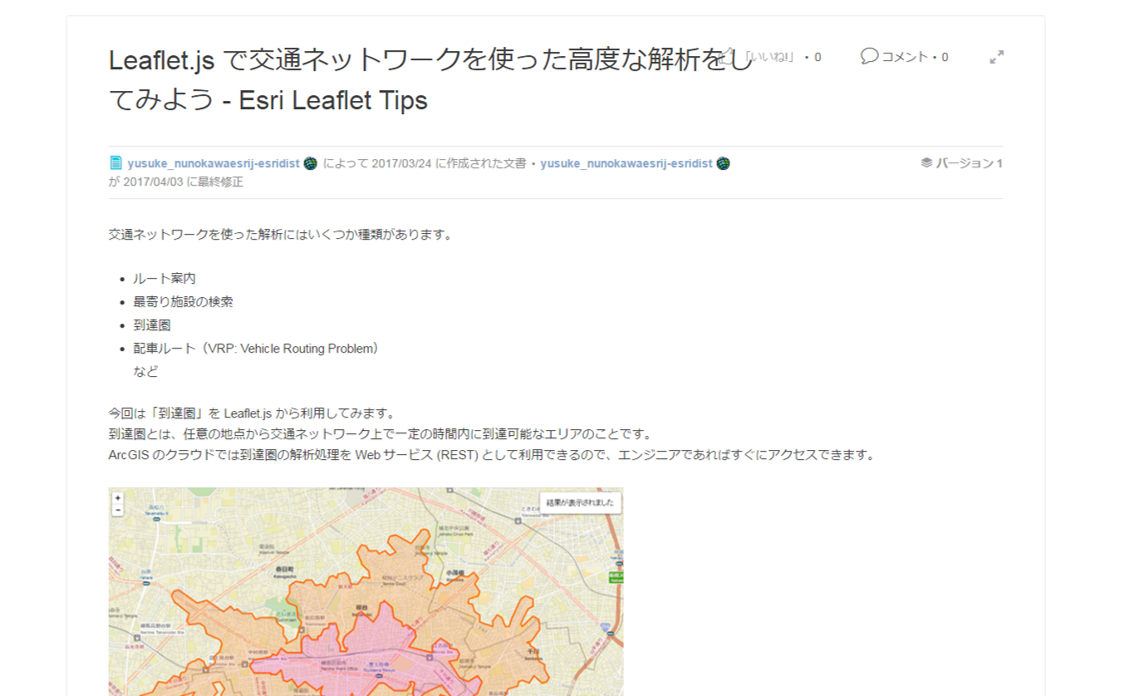 Leaflet.js で交通ネットワークを使った高度な解析をし
てみよう - Esri Leaflet Tips
「いいね!」・0
コメント・0
yusuke_nunokawaesrij-esridist によって 2017/03/24 に作成された文書・yusuke_nunokawaesrij-esridist
が 2017/04/03 に最終修正
バージョン 1
交通ネットワークを使った解析にはいくつか種類があります。
• ルート案内
• 最寄り施設の検索
• 到達圏
• 配車ルート（VRP: Vehicle Routing Problem）
など
今回は「到達圏」を Leaflet.js から利用してみます。
到達圏とは、任意の地点から交通ネットワーク上で一定の時間内に到達可能なエリアのことです。
ArcGIS のクラウドでは到達圏の解析処理を Web サービス (REST) として利用できるので、エンジニアであればすぐにアクセスできます。
+
−
結果が表示されました
春日町
小茂根
千川